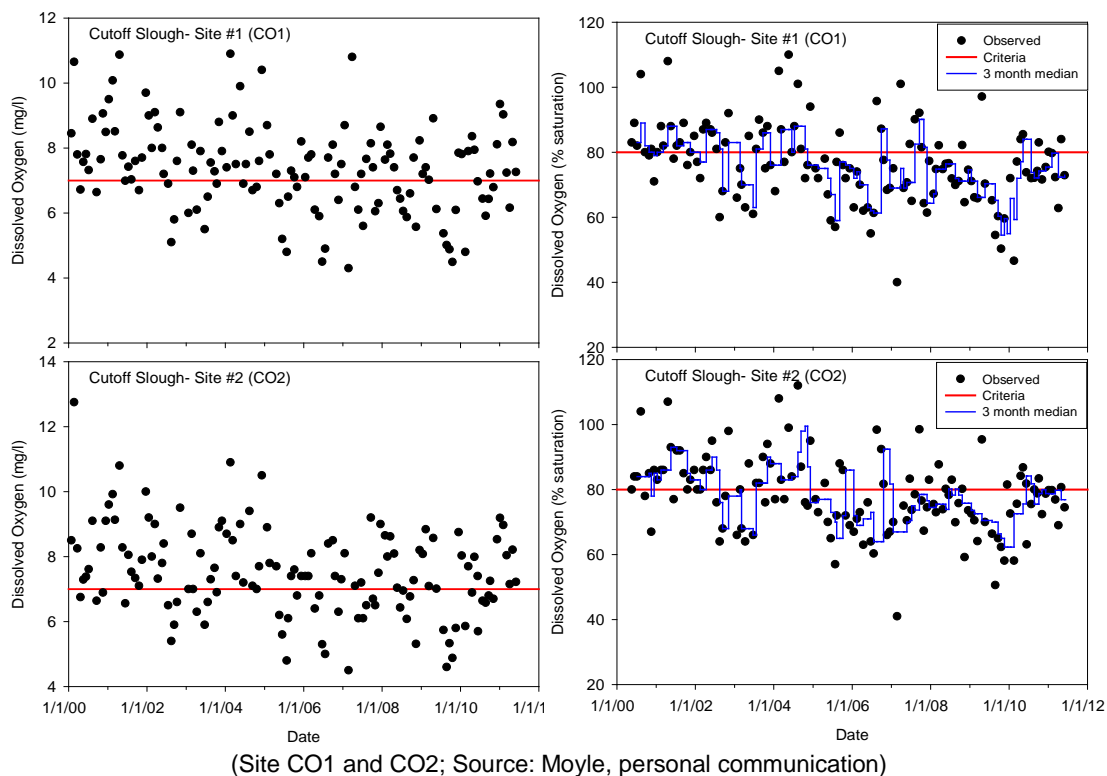 Cutoff Slough- Site #1 (CO1)
Dissolved Oxygen (mg/l)
12
10
8
6
4
2
Cutoff Slough- Site #1 (CO1)
Observed
Criteria
3 month median
Dissolved Oxygen (% saturation)
120
100
80
60
40
20
Cutoff Slough- Site #2 (CO2)
Dissolved Oxygen (mg/l)
14
12
10
8
6
4
1/1/00 1/1/02 1/1/04 1/1/06 1/1/08 1/1/10 1/1/1
Date
Cutoff Slough- Site #2 (CO2)
Observed
Criteria
3 month median
Dissolved Oxygen (% saturation)
120
100
80
60
40
20
1/1/00 1/1/02 1/1/04 1/1/06 1/1/08 1/1/10 1/1/12
Date
(Site CO1 and CO2; Source: Moyle, personal communication)